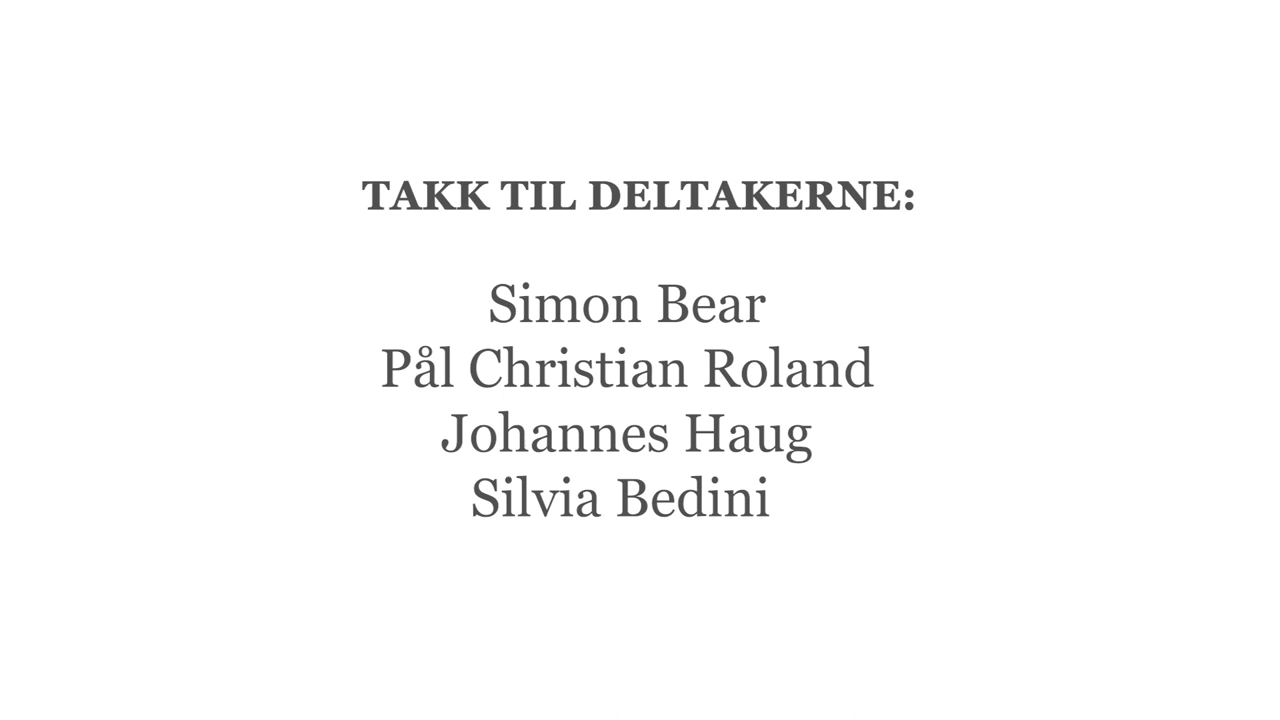 TAKK TIL DELTAKERNE:
Simon Bear
Pål Christian Roland
Johannes Haug
Silvia Bedini